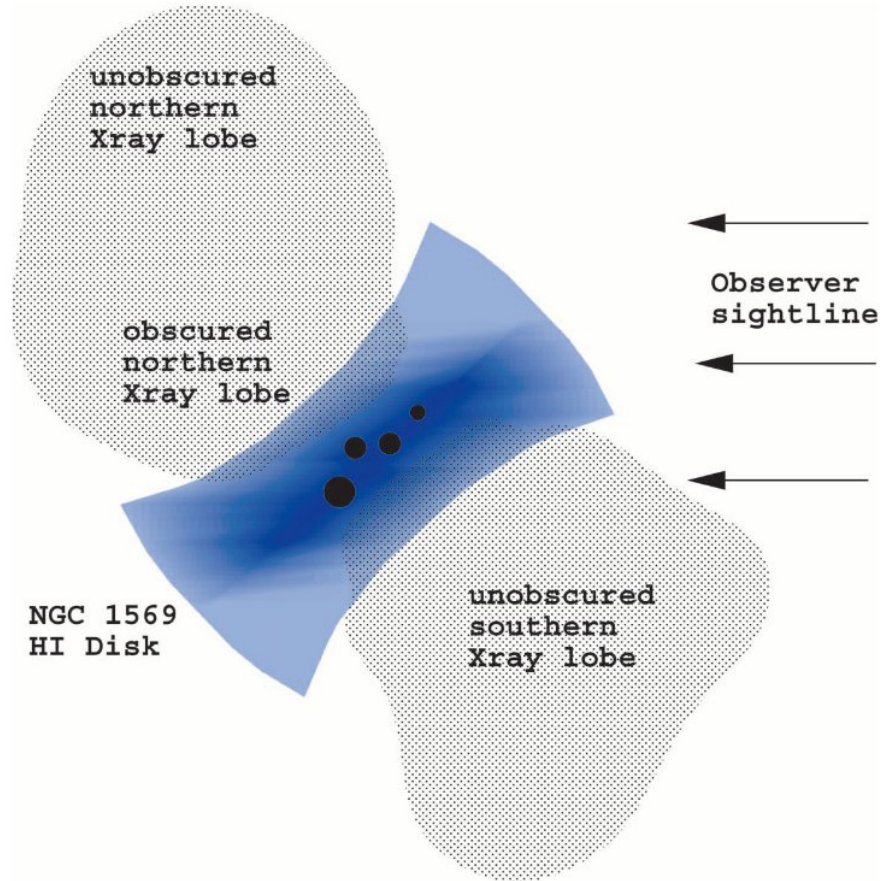 unobscured
northern
Xray lobe
Observer
sightline
obscured
northern
Xray lobe
unobscured
southern
Xray lobe
NGC 1569
HI Disk